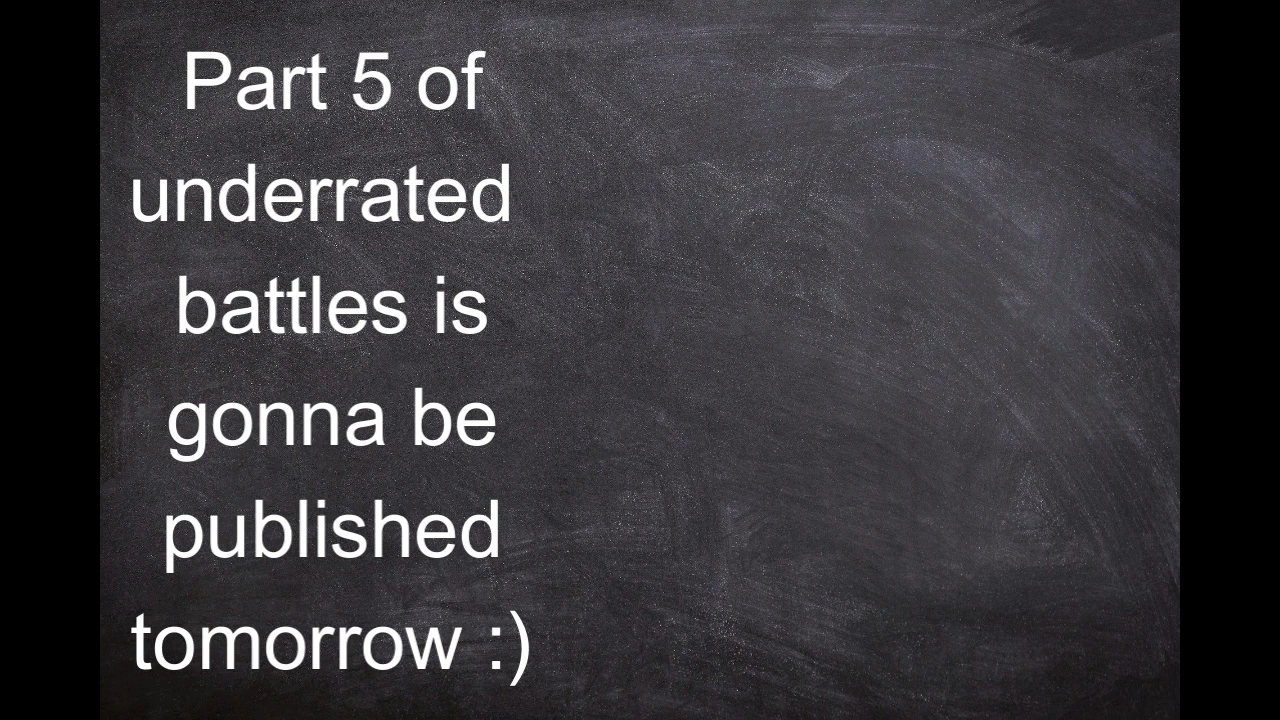 Part 5 of
underrated
battles is
gonna be
published
tomorrow :)